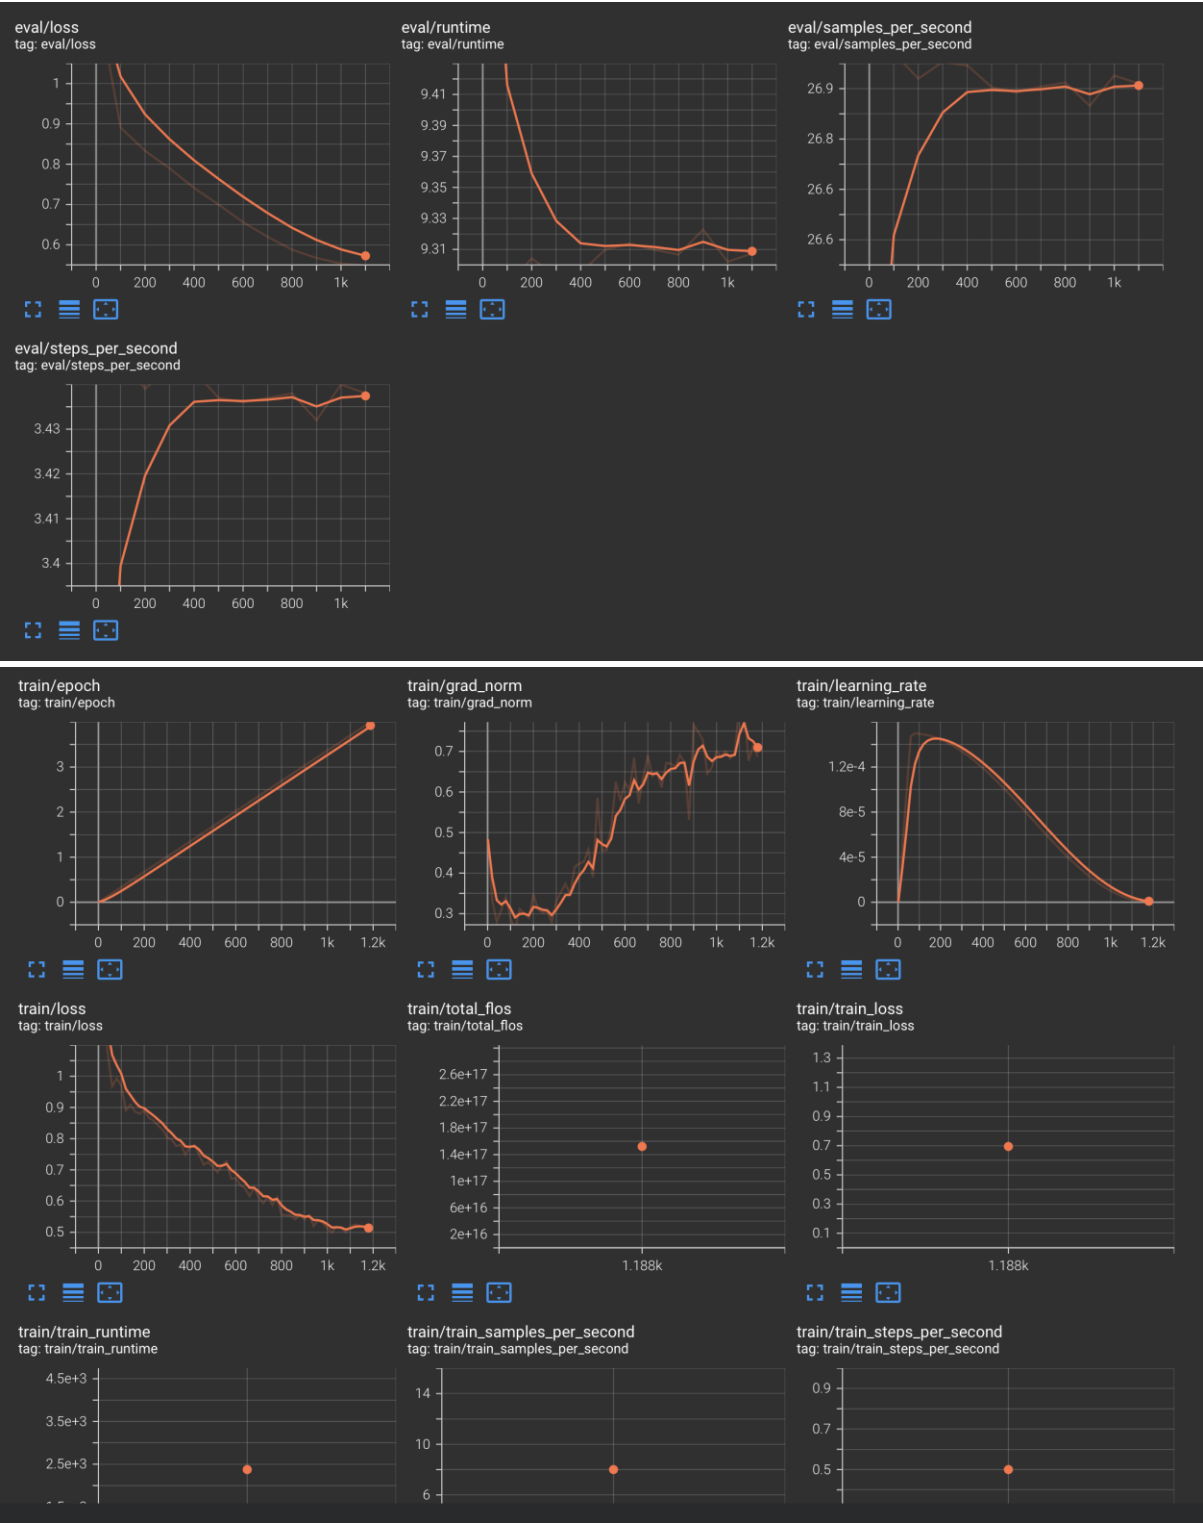 eval/loss
tag: eval/loss
1
0.9
0.8
0.7
0.6
0 200 400 600 800 1k
eval/runtime
tag: eval/runtime
9.41
9.39
9.37
9.35
9.33
9.31
0 200 400 600 800 1k
eval/samples_per_second
tag: eval/samples_per_second
26.9
26.8
26.6
26.6
0 200 400 600 800 1k
eval/steps_per_second
tag: eval/steps_per_second
3.43
3.42
3.41
3.4
0 200 400 600 800 1k
train/epoch
tag: train/epoch
3
2
1
0
0 200 400 600 800 1k 1.2k
train/grad_norm
tag: train/grad_norm
0.7
0.6
0.5
0.4
0.3
0 200 400 600 800 1k 1.2k
train/learning_rate
tag: train/learning_rate
1.2e-4
8e-5
4e-5
0
0 200 400 600 800 1k 1.2k
train/loss
tag: train/loss
1
0.9
0.8
0.7
0.6
0.5
0 200 400 600 800 1k 1.2k
train/total_flos
tag: train/total_flos
2.6e+17
2.2e+17
1.8e+17
1.4e+17
1e+17
6e+16
2e+16
1.188k
train/train_loss
tag: train/train_loss
1.3
1.1
0.9
0.7
0.5
0.3
0.1
1.188k
train/train_runtime
tag: train/train_runtime
4.5e+3
3.5e+3
2.5e+3
train/train_samples_per_second
tag: train/train_samples_per_second
14
10
6
train/train_steps_per_second
tag: train/train_steps_per_second
0.9
0.7
0.5